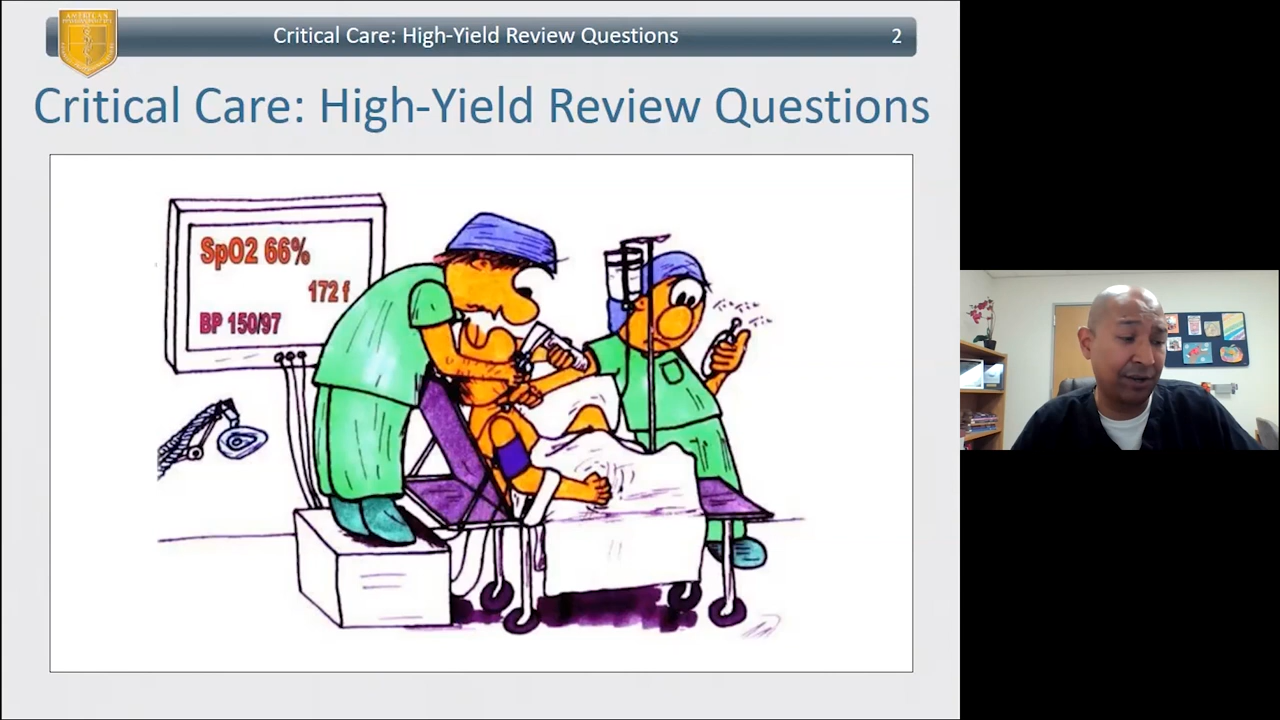 AMERICAN
Critical Care: High-Yield Review Questions
2
Critical Care: High-Yield Review Questions
SpO2 66%
172 f
BP 150/97